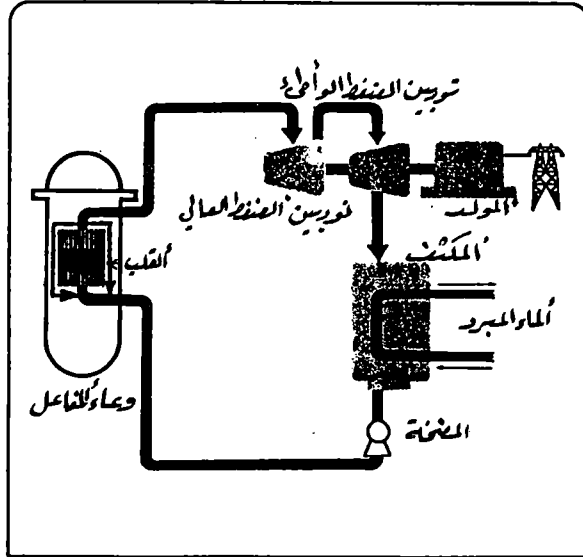 توربين الضغط الواطئ
توربين الضغط العالي
المولد
المكثف
القلب
الماء المبرد
وعاء المفاعل
المضخة